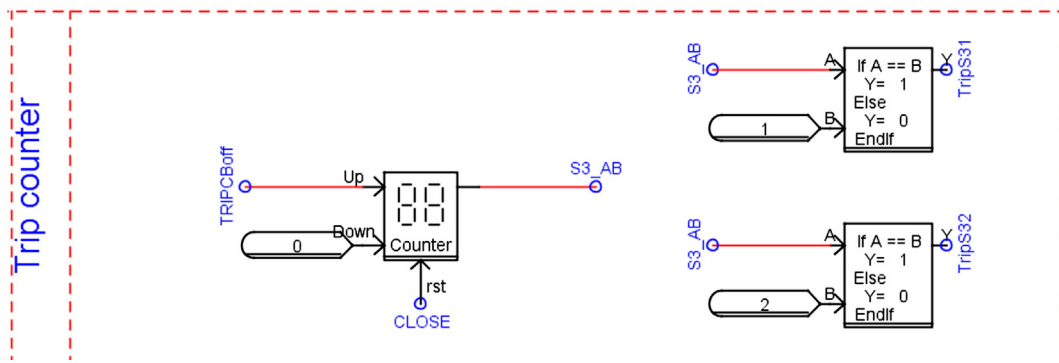 Trip counter
TRIPCBoff
Up
0
Down
Counter
rst
CLOSE
S3_AB
S3_AB
A
1
B
If A == B
Y= 1
Else
Y= 0
EndIf
Y
TripS31
S3_AB
A
2
B
If A == B
Y= 1
Else
Y= 0
EndIf
Y
TripS32